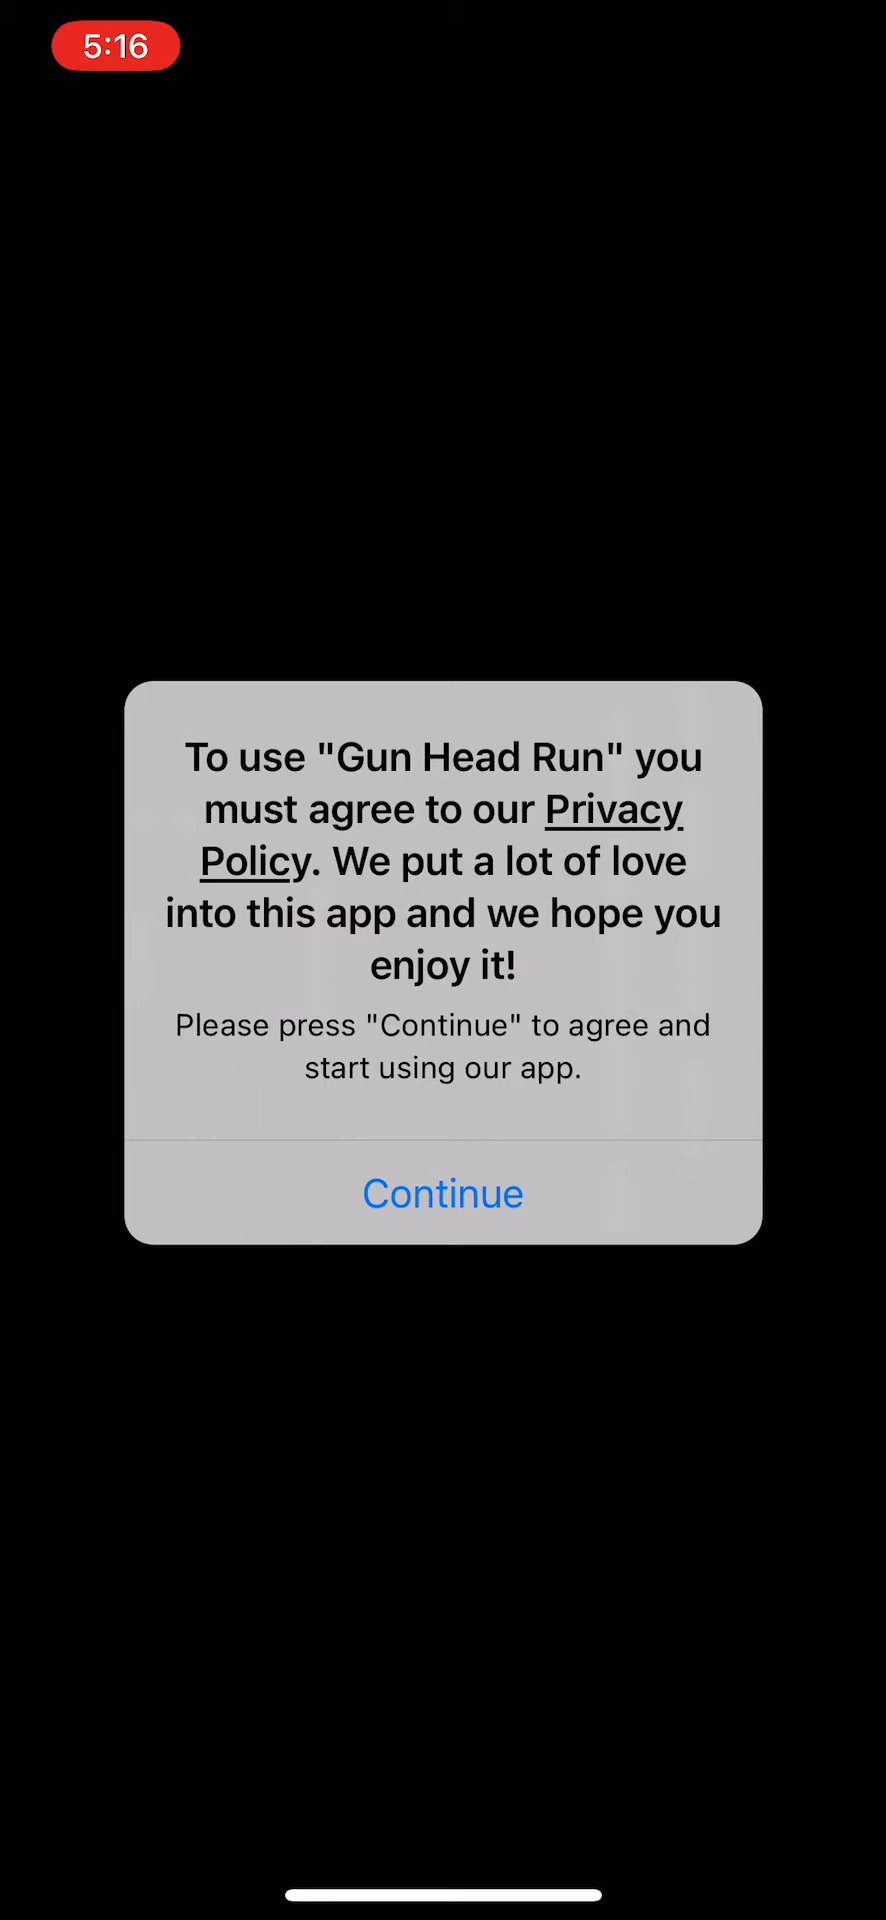 5:16
To use "Gun Head Run" you
must agree to our Privacy
Policy. We put a lot of love
into this app and we hope you
enjoy it!
Please press "Continue" to agree and
start using our app.
Continue